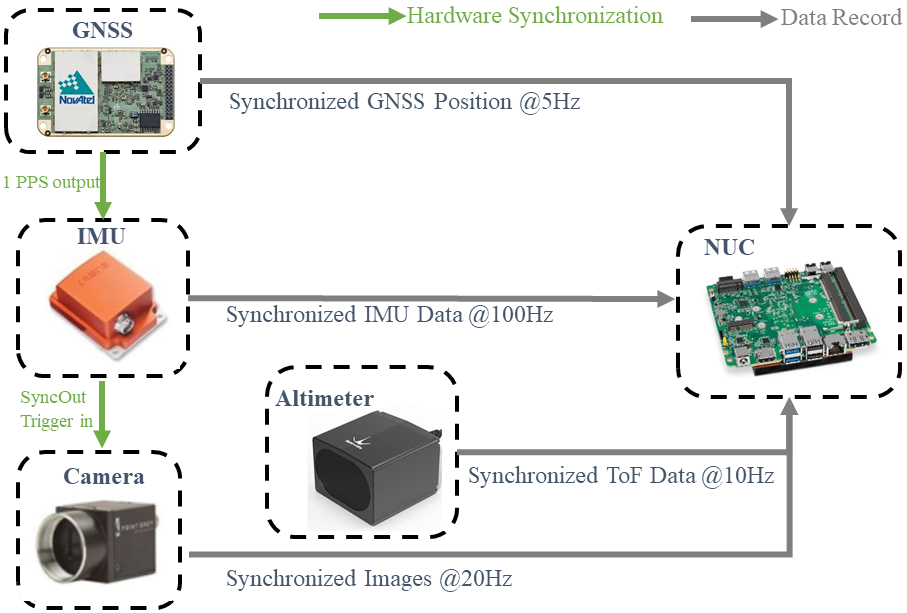 Hardware Synchronization
Data Record
GNSS
NovAtel
Synchronized GNSS Position @5Hz
1 PPS output
IMU
NUC
Synchronized IMU Data @100Hz
SyncOut
Trigger in
Altimeter
Camera
POINT GREY
Synchronized ToF Data @10Hz
Synchronized Images @20Hz